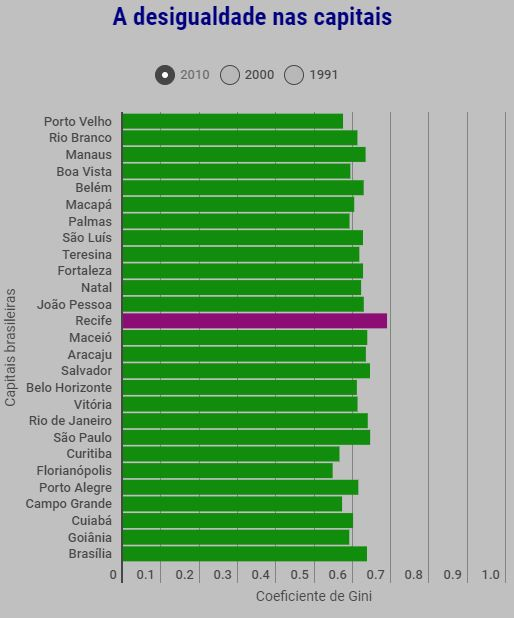 A desigualdade nas capitais
2010 2000 1991
Porto Velho
Rio Branco
Manaus
Boa Vista
Belém
Macapá
Palmas
São Luís
Teresina
Fortaleza
Natal
João Pessoa
Recife
Maceió
Aracaju
Salvador
Belo Horizonte
Vitória
Rio de Janeiro
São Paulo
Curitiba
Florianópolis
Porto Alegre
Campo Grande
Cuiabá
Goiânia
Brasília
Capitais brasileiras
0 0.1 0.2 0.3 0.4 0.5 0.6 0.7 0.8 0.9 1.0
Coeficiente de Gini